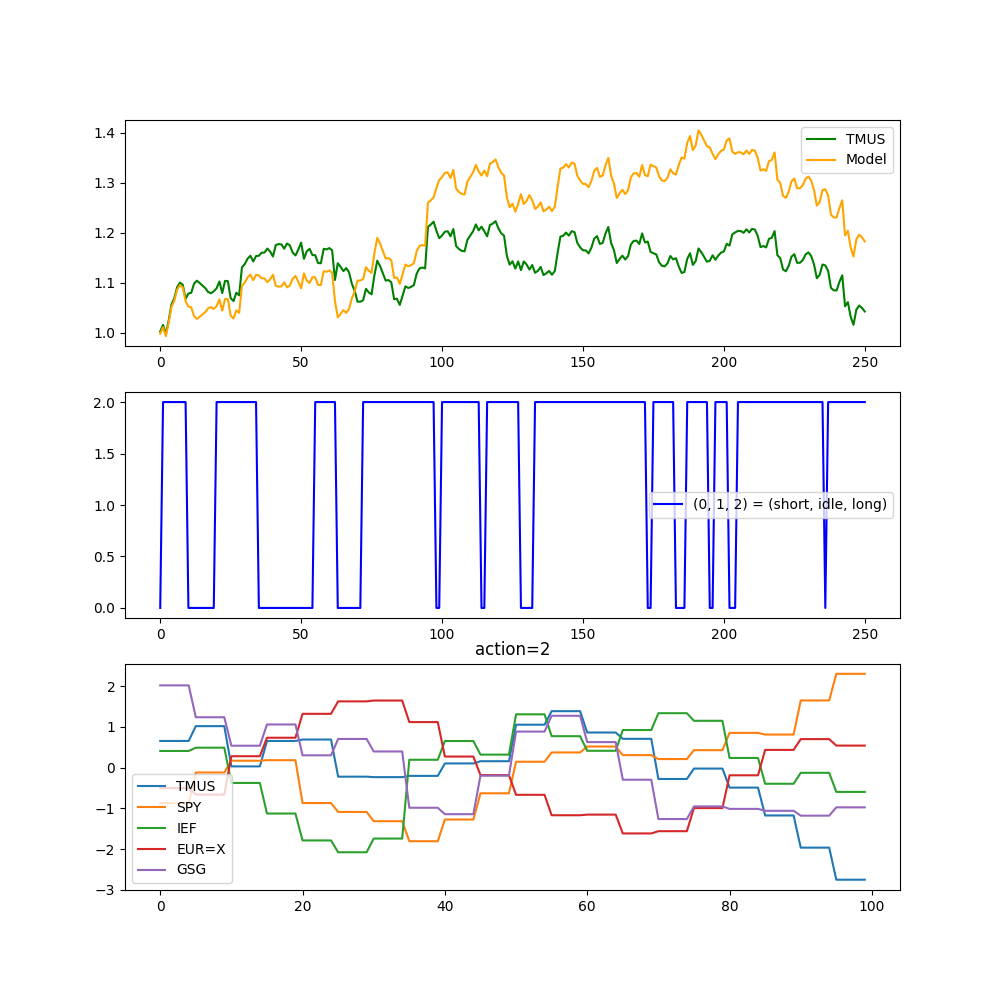 1.4
1.3
1.2
1.1
1.0
TMUS
Model
0 50 100 150 200 250
2.0
1.5
1.0
0.5
0.0
(0, 1, 2) = (short, idle, long)
0 50 100 150 200 250
action=2
2
1
0
−1
−2
−3
TMUS
SPY
IEF
EUR=X
GSG
0 20 40 60 80 100